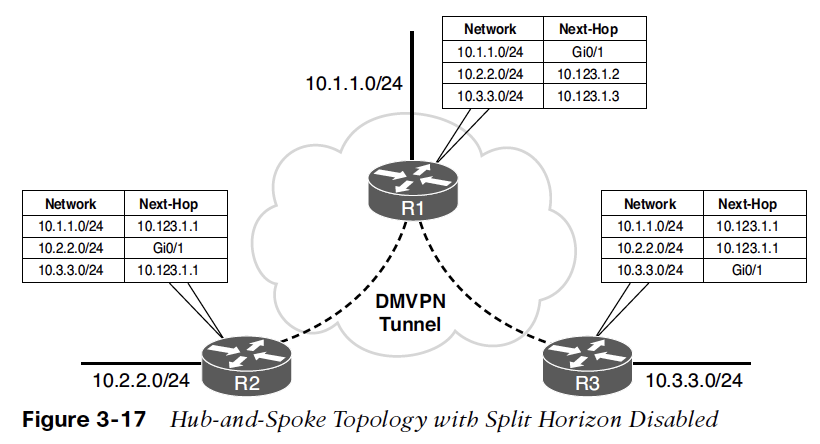 Network Next-Hop
10.1.1.0/24 Gi0/1
10.2.2.0/24 10.123.1.2
10.3.3.0/24 10.123.1.3
10.1.1.0/24
R1
Network Next-Hop
10.1.1.0/24 10.123.1.1
10.2.2.0/24 Gi0/1
10.3.3.0/24 10.123.1.1
Network Next-Hop
10.1.1.0/24 10.123.1.1
10.2.2.0/24 10.123.1.1
10.3.3.0/24 Gi0/1
DMVPN
Tunnel
10.2.2.0/24
R2
R3
10.3.3.0/24
Figure 3-17 Hub-and-Spoke Topology with Split Horizon Disabled